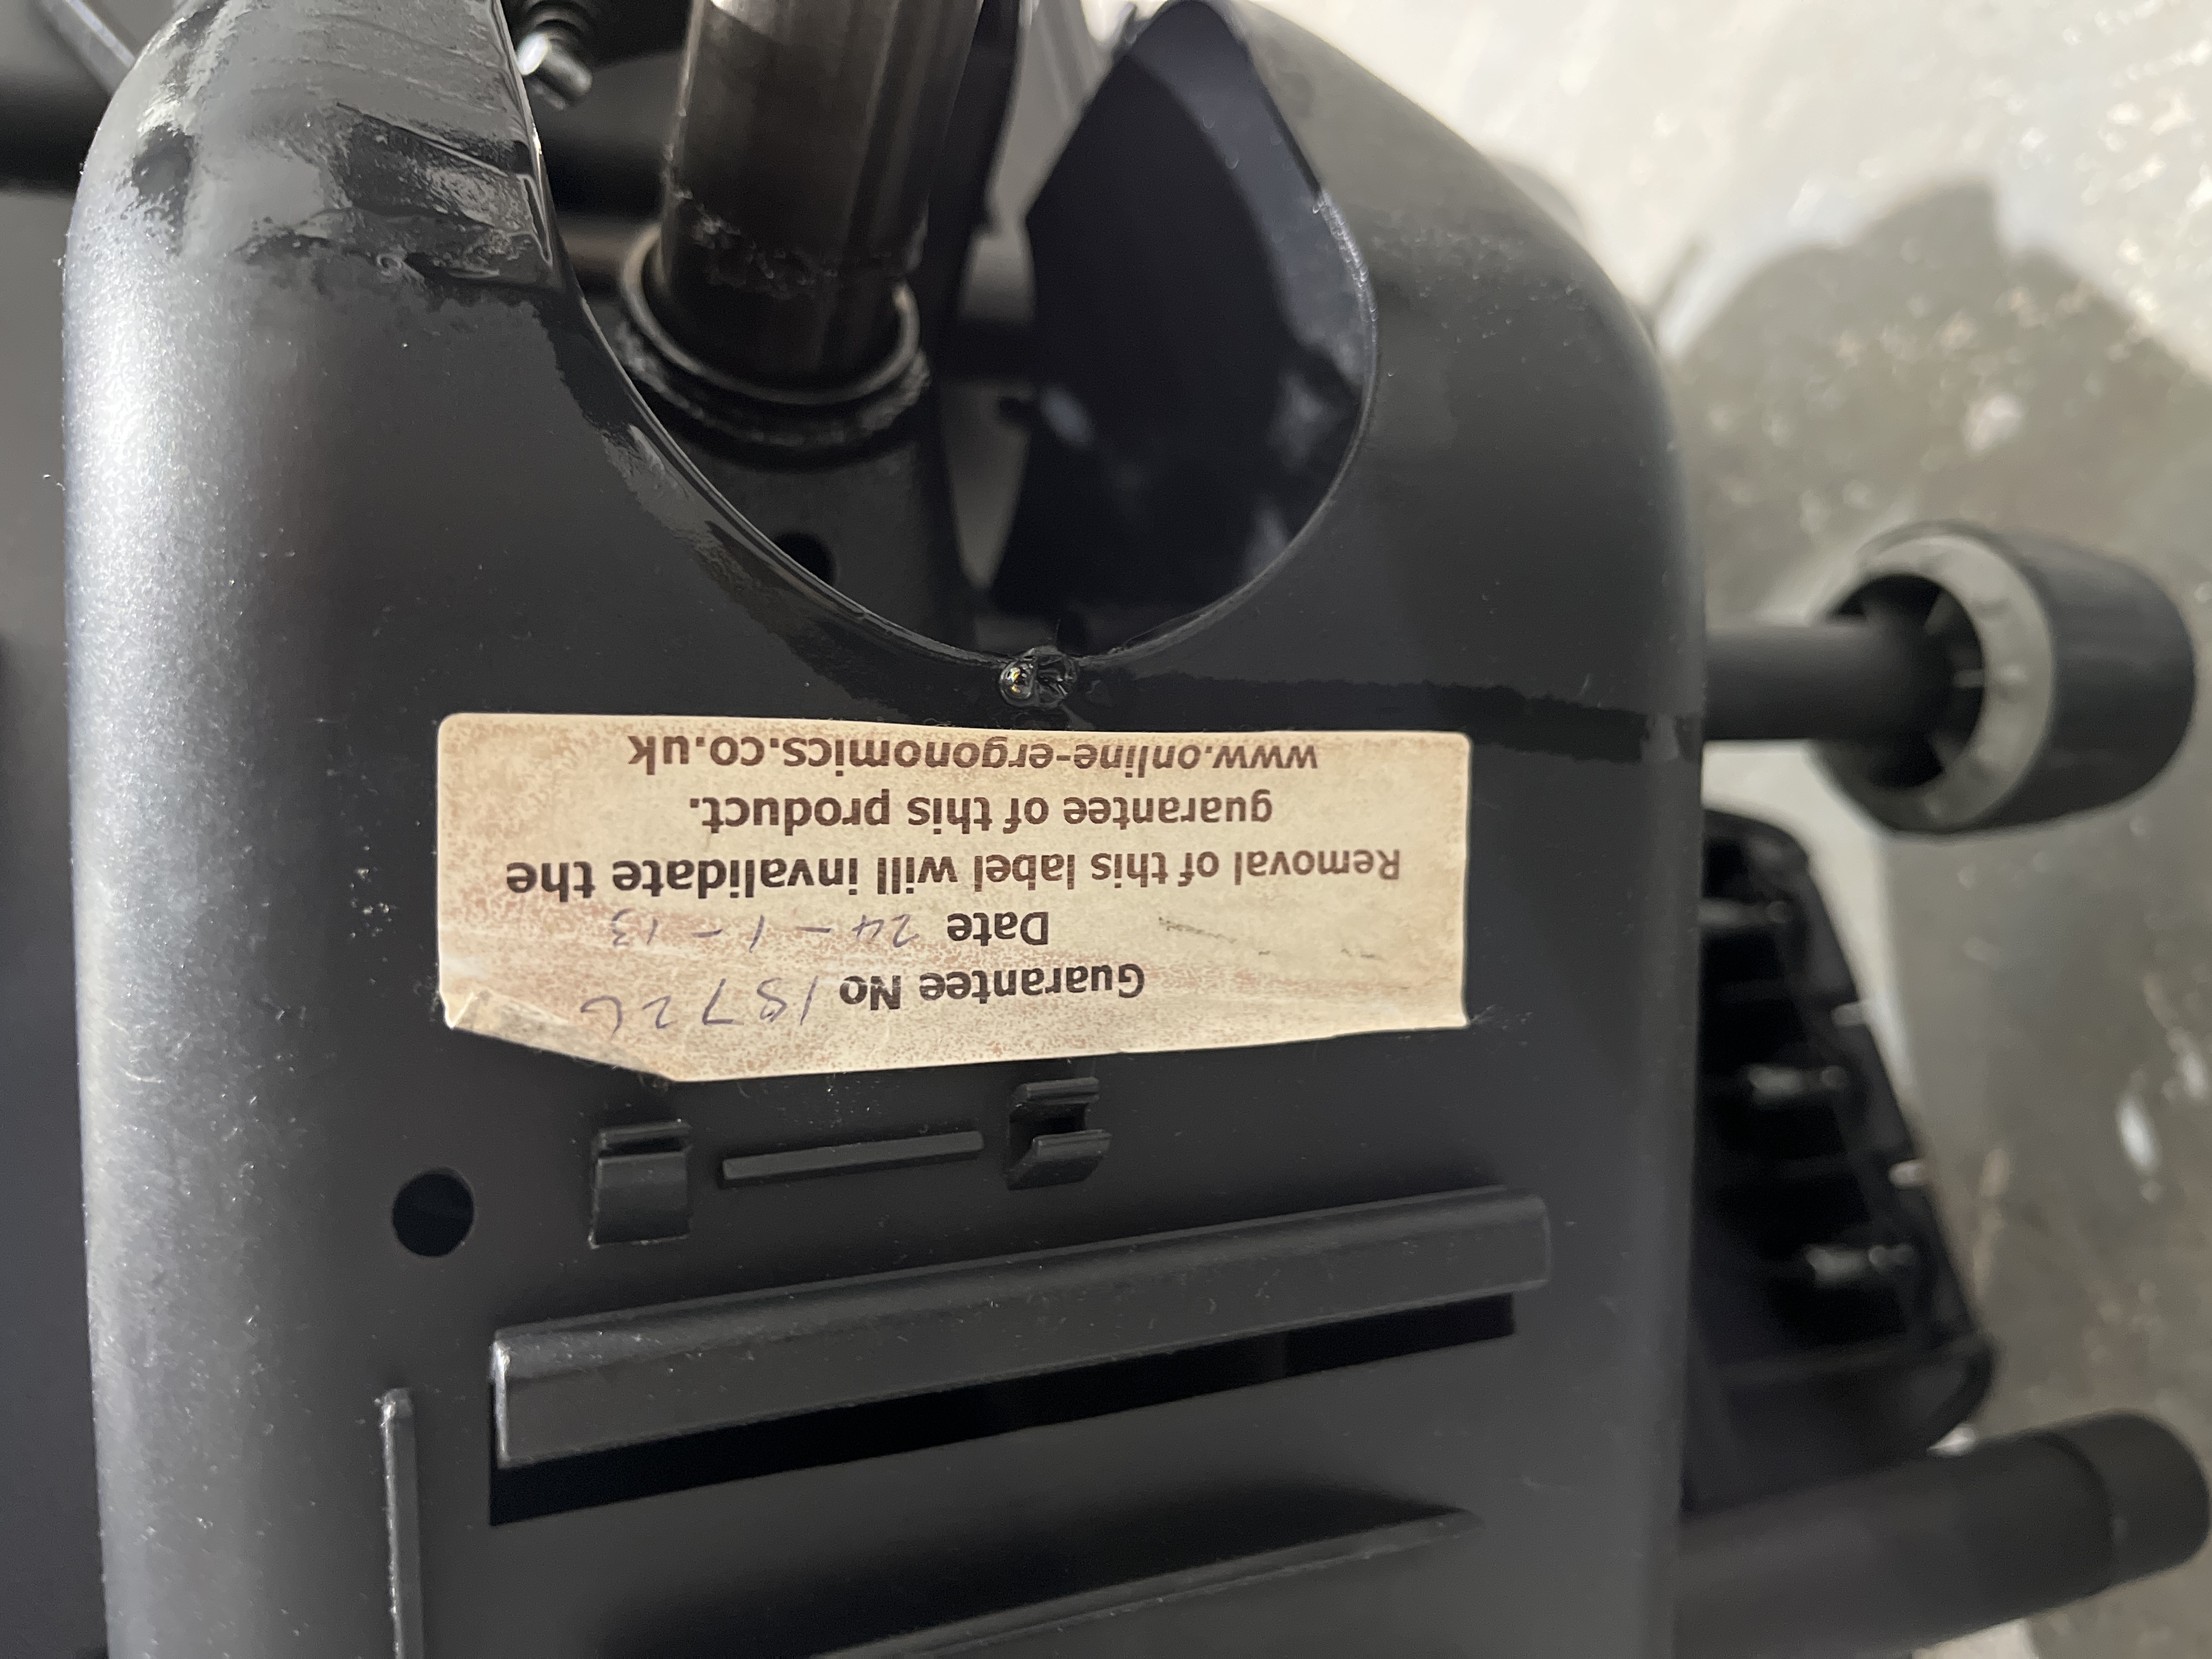 Guarantee No 18726
Date 24-1-13
Removal of this label will invalidate the
guarantee of this product.
www.online-ergonomics.co.uk